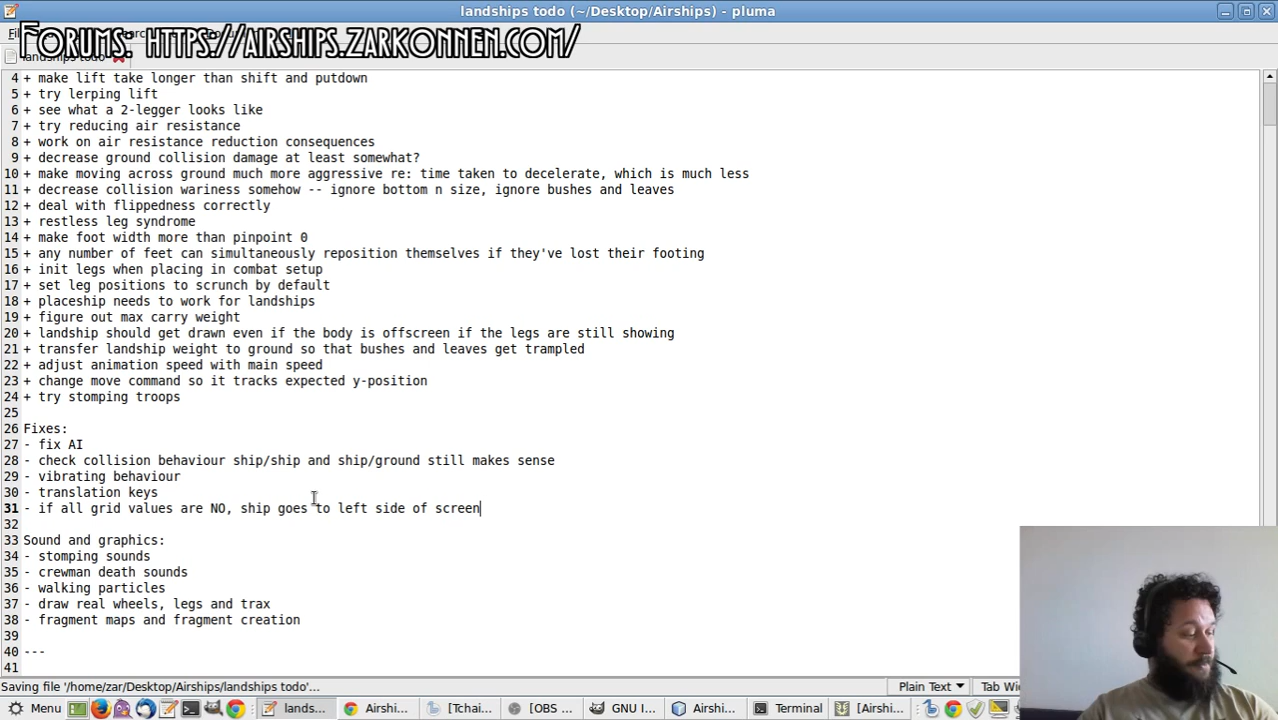 landships todo (~/Desktop/Airships) - pluma
Forums: https://airships.zarkonnen.com/
landships todo
4 + make lift take longer than shift and putdown
5 + try lerping lift
6 + see what a 2-legger looks like
7 + try reducing air resistance
8 + work on air resistance reduction consequences
9 + decrease ground collision damage at least somewhat?
10 + make moving across ground much more aggressive re: time taken to decelerate, which is much less
11 + decrease collision wariness somehow -- ignore bottom n size, ignore bushes and leaves
12 + deal with flippedness correctly
13 + restless leg syndrome
14 + make foot width more than pinpoint 0
15 + any number of feet can simultaneously reposition themselves if they've lost their footing
16 + init legs when placing in combat setup
17 + set leg positions to scrunch by default
18 + placeship needs to work for landships
19 + figure out max carry weight
20 + landship should get drawn even if the body is offscreen if the legs are still showing
21 + transfer landship weight to ground so that bushes and leaves get trampled
22 + adjust animation speed with main speed
23 + change move command so it tracks expected y-position
24 + try stomping troops
25
26 Fixes:
27 - fix AI
28 - check collision behaviour ship/ship and ship/ground still makes sense
29 - vibrating behaviour
30 - translation keys
31 - if all grid values are NO, ship goes to left side of screen
32
33 Sound and graphics:
34 - stomping sounds
35 - crewman death sounds
36 - walking particles
37 - draw real wheels, legs and trax
38 - fragment maps and fragment creation
39
40 ---
41
Saving file '/home/zar/Desktop/Airships/landships todo'...
Plain Text
Tab Wi
Menu
lands...
Airshi...
[Tchai...
[OBS ...
GNU I...
Airshi...
Terminal
[Airshi...